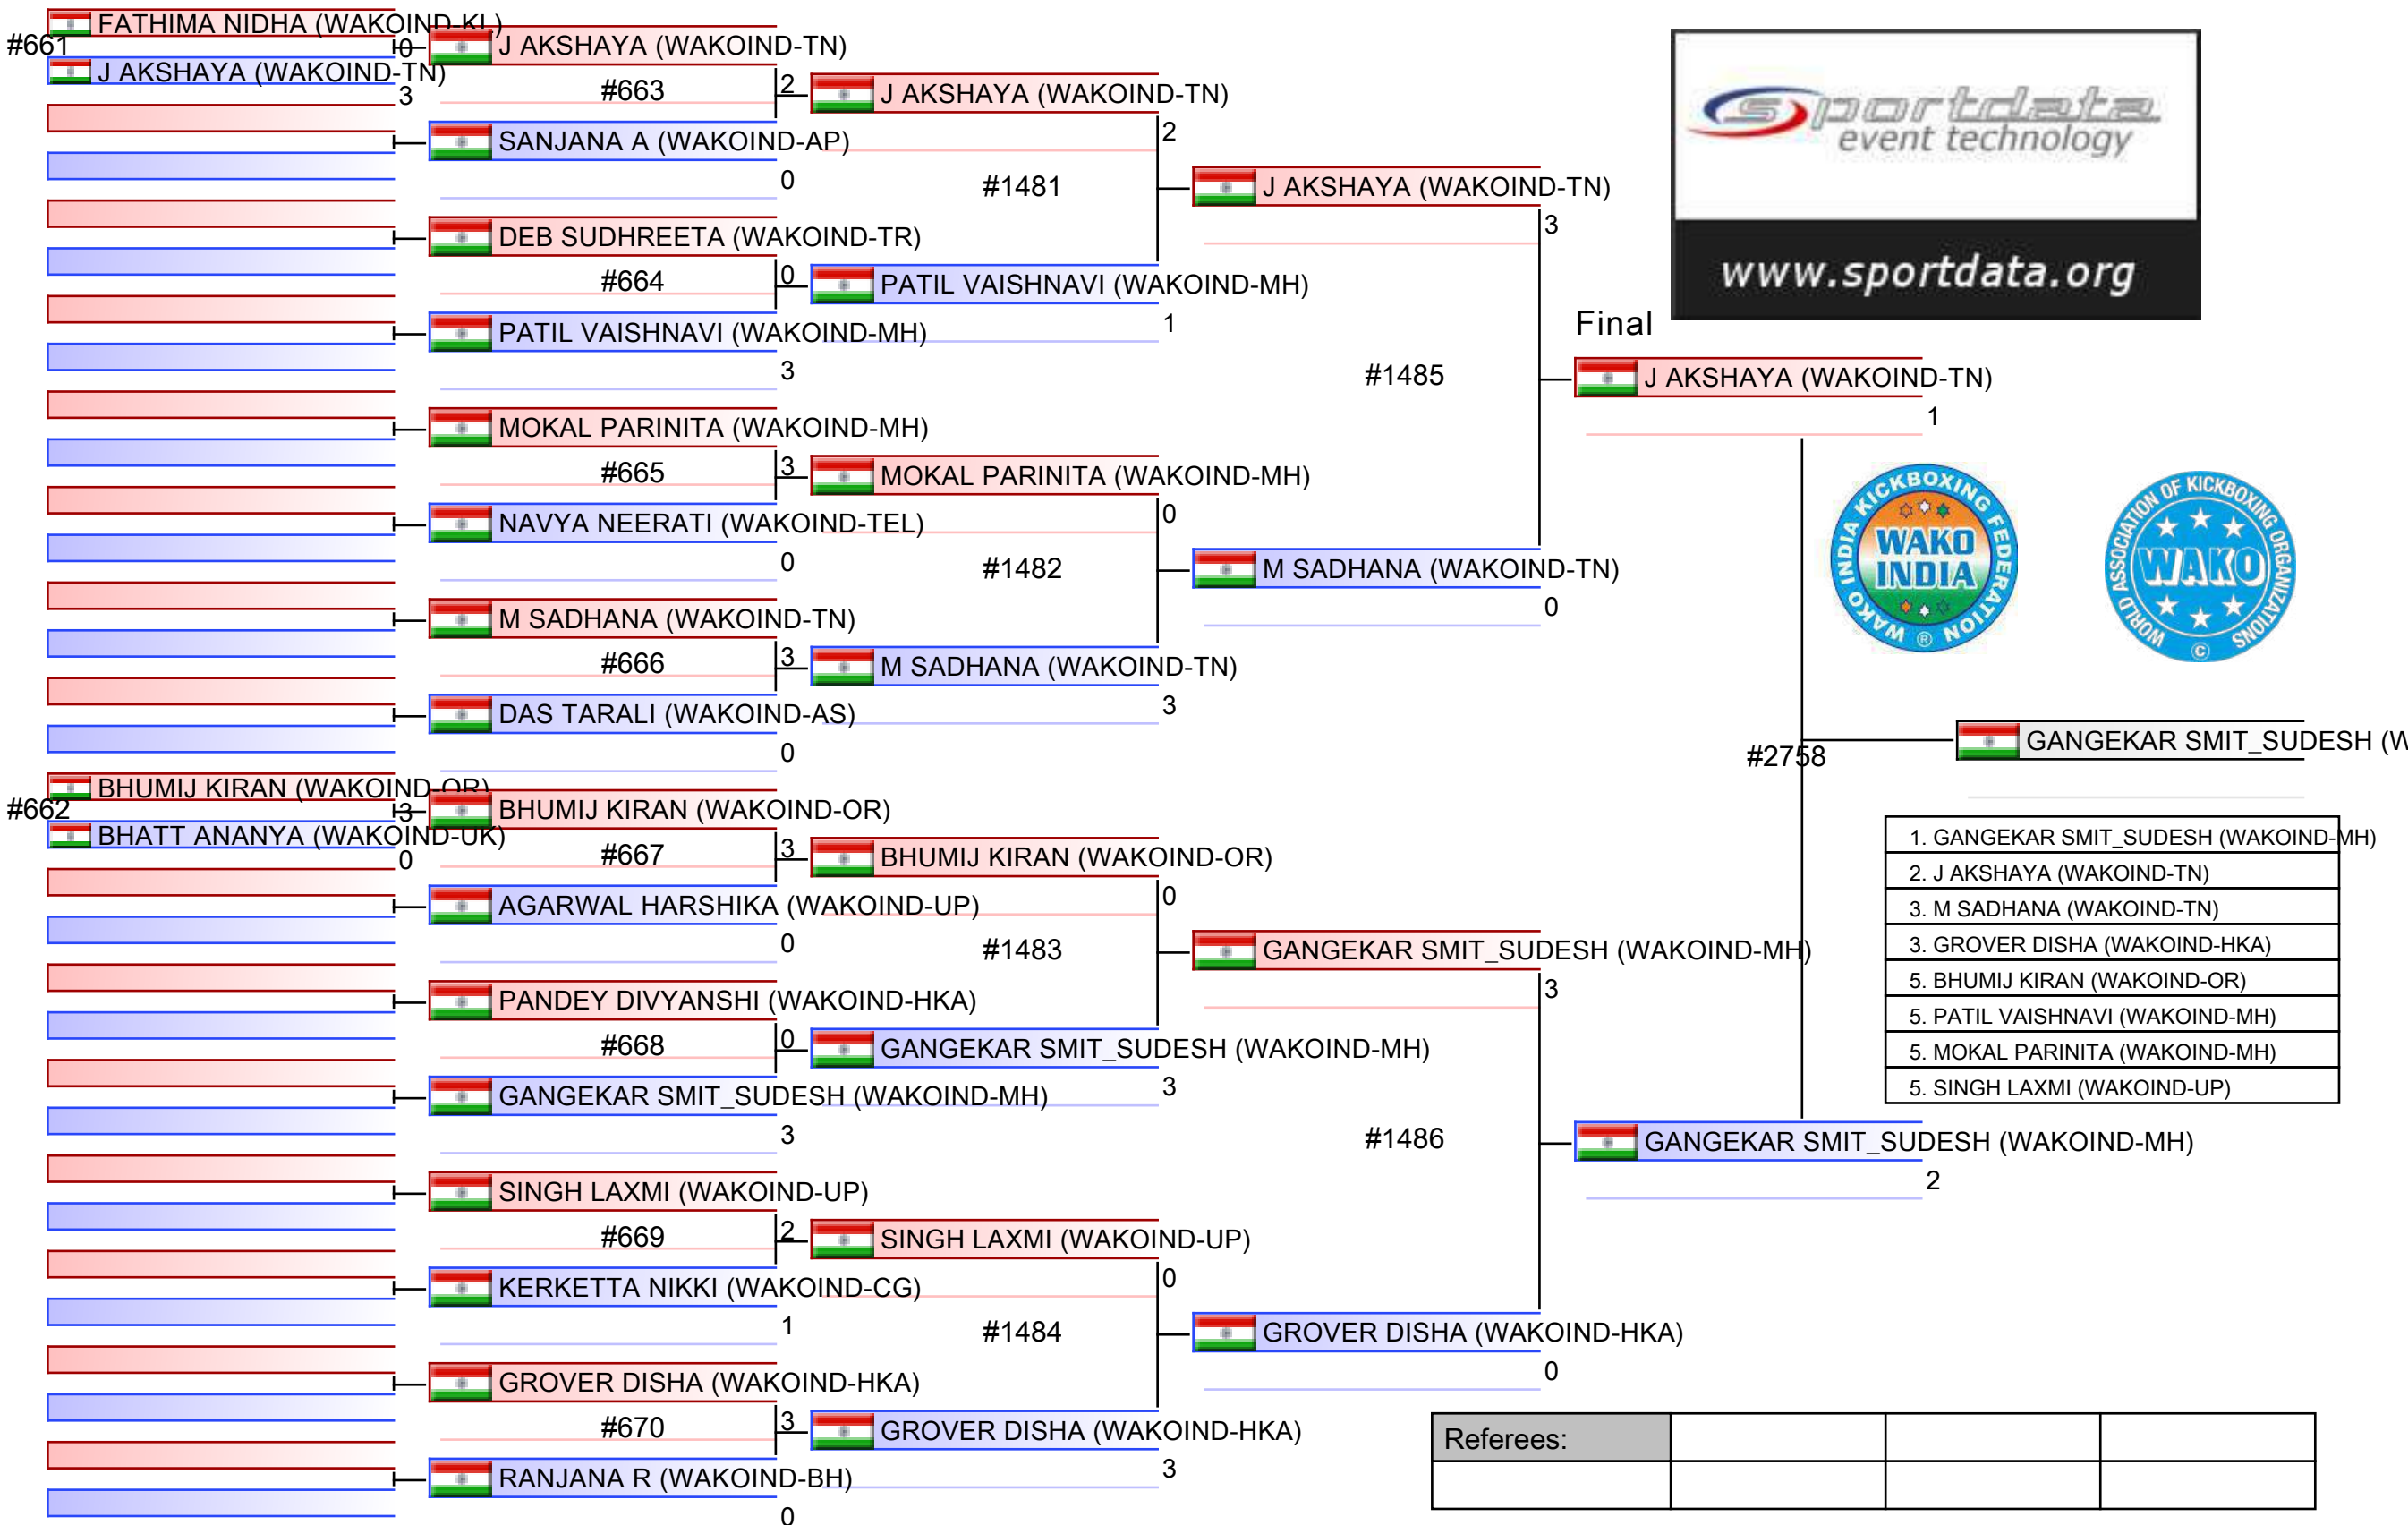 FATHIMA NIDHA (WAKOIND-KL)
#661
0
J AKSHAYA (WAKOIND-TN)
3
J AKSHAYA (WAKOIND-TN)
#663
2
SANJANA A (WAKOIND-AP)
0
DEB SUDHREETA (WAKOIND-TR)
#664
0
PATIL VAISHNAVI (WAKOIND-MH)
3
MOKAL PARINITA (WAKOIND-MH)
#665
3
NAVYA NEERATI (WAKOIND-TEL)
0
M SADHANA (WAKOIND-TN)
#666
3
DAS TARALI (WAKOIND-AS)
0
BHUMIJ KIRAN (WAKOIND-OR)
#662
3
BHATT ANANYA (WAKOIND-UK)
0
BHUMIJ KIRAN (WAKOIND-OR)
#667
3
AGARWAL HARSHIKA (WAKOIND-UP)
0
PANDEY DIVYANSHI (WAKOIND-HKA)
#668
0
GANGEKAR SMIT_SUDESH (WAKOIND-MH)
3
SINGH LAXMI (WAKOIND-UP)
#669
2
KERKETTA NIKKI (WAKOIND-CG)
1
GROVER DISHA (WAKOIND-HKA)
#670
3
RANJANA R (WAKOIND-BH)
0
J AKSHAYA (WAKOIND-TN)
2
#1481
PATIL VAISHNAVI (WAKOIND-MH)
1
MOKAL PARINITA (WAKOIND-MH)
0
#1482
M SADHANA (WAKOIND-TN)
3
BHUMIJ KIRAN (WAKOIND-OR)
0
#1483
GANGEKAR SMIT_SUDESH (WAKOIND-MH)
3
SINGH LAXMI (WAKOIND-UP)
0
#1484
GROVER DISHA (WAKOIND-HKA)
3
J AKSHAYA (WAKOIND-TN)
3
#1485
M SADHANA (WAKOIND-TN)
0
GANGEKAR SMIT_SUDESH (WAKOIND-MH)
3
#1486
GROVER DISHA (WAKOIND-HKA)
0
sportdata
event technology
www.sportdata.org
Final
J AKSHAYA (WAKOIND-TN)
1
WAKO INDIA KICKBOXING FEDERATION
WAKO
INDIA
®
WORLD ASSOCIATION OF KICKBOXING ORGANIZATIONS
WAKO
©
#2758
GANGEKAR SMIT_SUDESH (W
1. GANGEKAR SMIT_SUDESH (WAKOIND-MH)
2. J AKSHAYA (WAKOIND-TN)
3. M SADHANA (WAKOIND-TN)
3. GROVER DISHA (WAKOIND-HKA)
5. BHUMIJ KIRAN (WAKOIND-OR)
5. PATIL VAISHNAVI (WAKOIND-MH)
5. MOKAL PARINITA (WAKOIND-MH)
5. SINGH LAXMI (WAKOIND-UP)
GANGEKAR SMIT_SUDESH (WAKOIND-MH)
2
Referees: